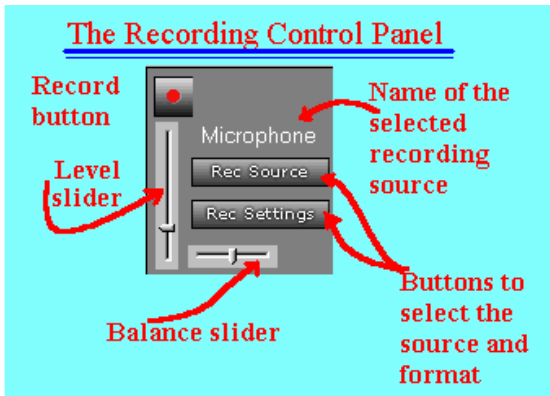 The Recording Control Panel
Record
button
Level
slider
Microphone
Rec Source
Rec Settings
Name of the
selected
recording
source
Balance slider
Buttons to
select the
source and
format